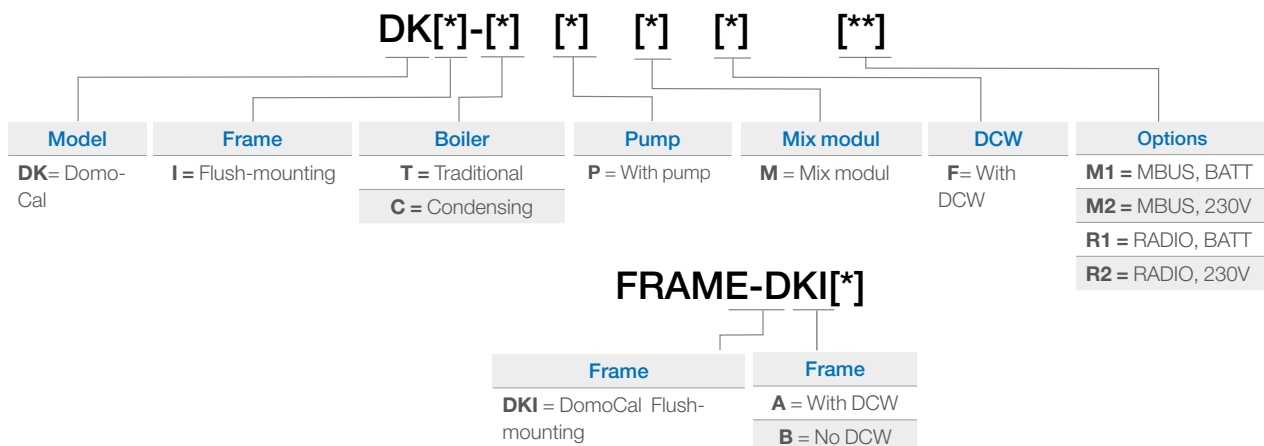 DK[*]-[*] [*] [*] [*] [**]
Model Frame Boiler Pump Mix modul DCW Options
DK= Domo- I = Flush-mounting T = Traditional P = With pump M = Mix modul F= With M1 = MBUS, BATT
Cal C = Condensing DCW M2 = MBUS, 230V
R1 = RADIO, BATT
R2 = RADIO, 230V
FRAME-DKI[*]
Frame Frame
DKI = DomoCal Flush- A = With DCW
mounting B = No DCW